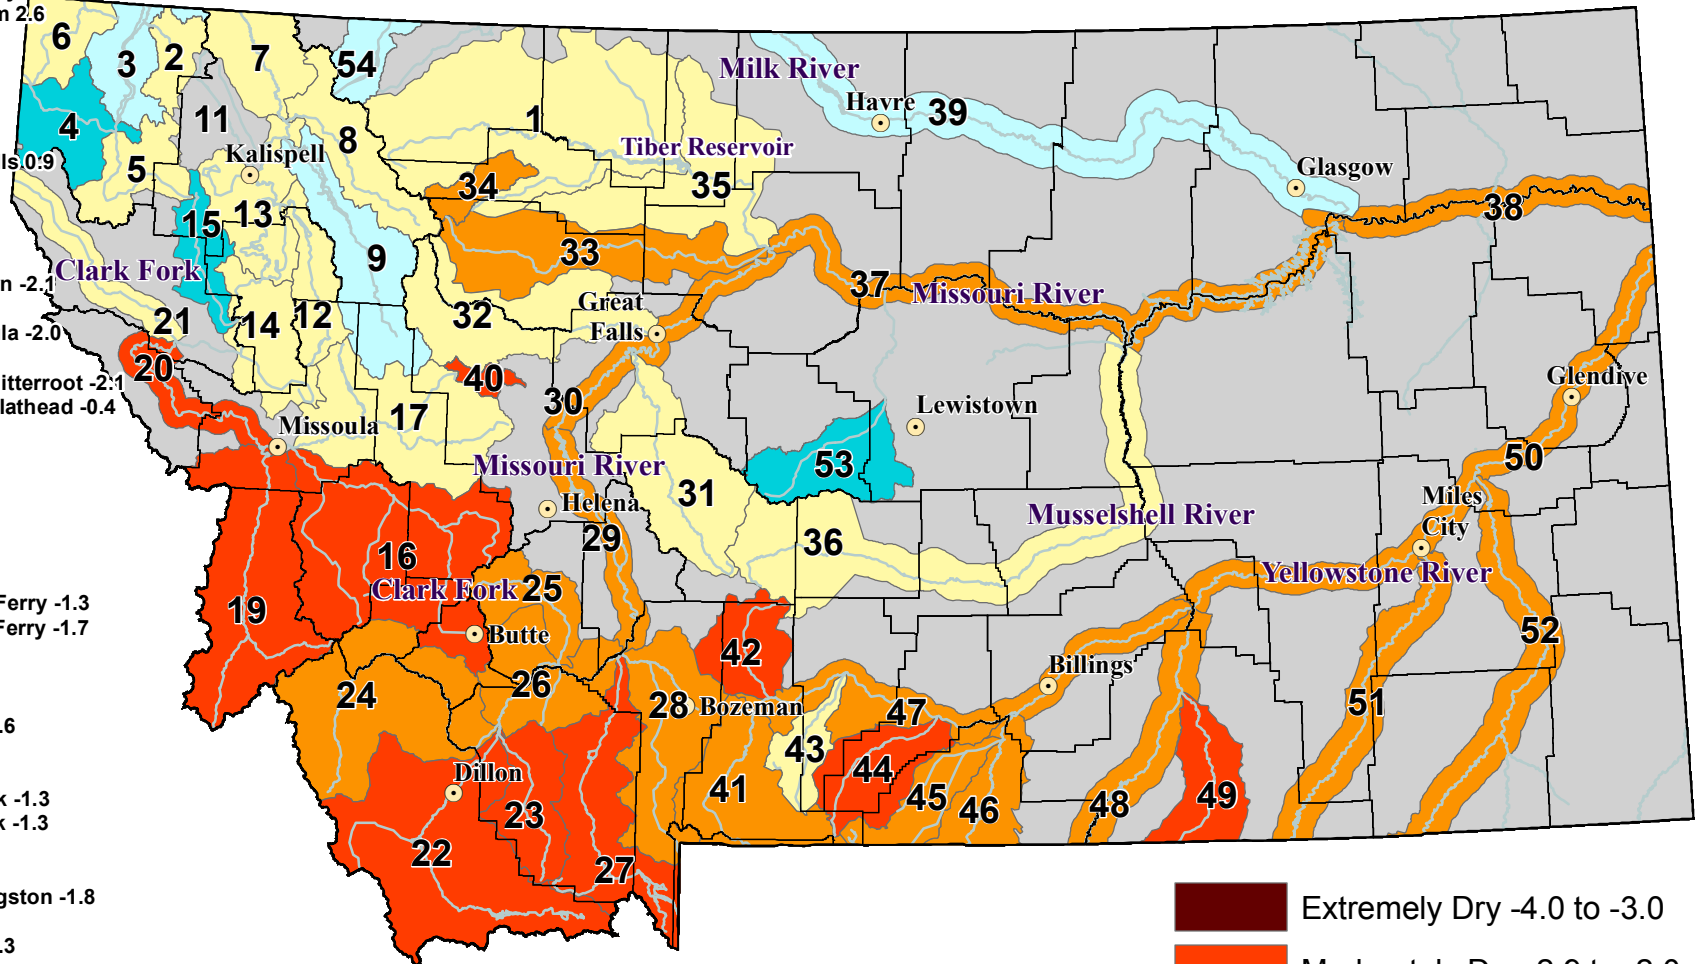 m 2.6
6
3
2
7
54
Milk River
4
11
8
1
Havre
39
ls 0.9
Kalispell
Tiber Reservoir
5
34
35
Glasgow
15
13
38
9
33
Clark Fork
n -2.1
37
Missouri River
Great
Falls
21
14
12
32
la -2.0
20
40
Glendive
itterroot -2.1
lathead -0.4
30
Lewistown
17
Missoula
Missouri River
53
50
31
Miles
City
Helena
Musselshell River
29
36
16
Clark Fork
25
Yellowstone River
Ferry -1.3
Ferry -1.7
19
Butte
52
42
Billings
24
26
28
Bozeman
47
51
.6
43
Dillon
44
41
45
46
48
49
k -1.3
k -1.3
23
22
27
gston -1.8
Extremely Dry -4.0 to -3.0
.3